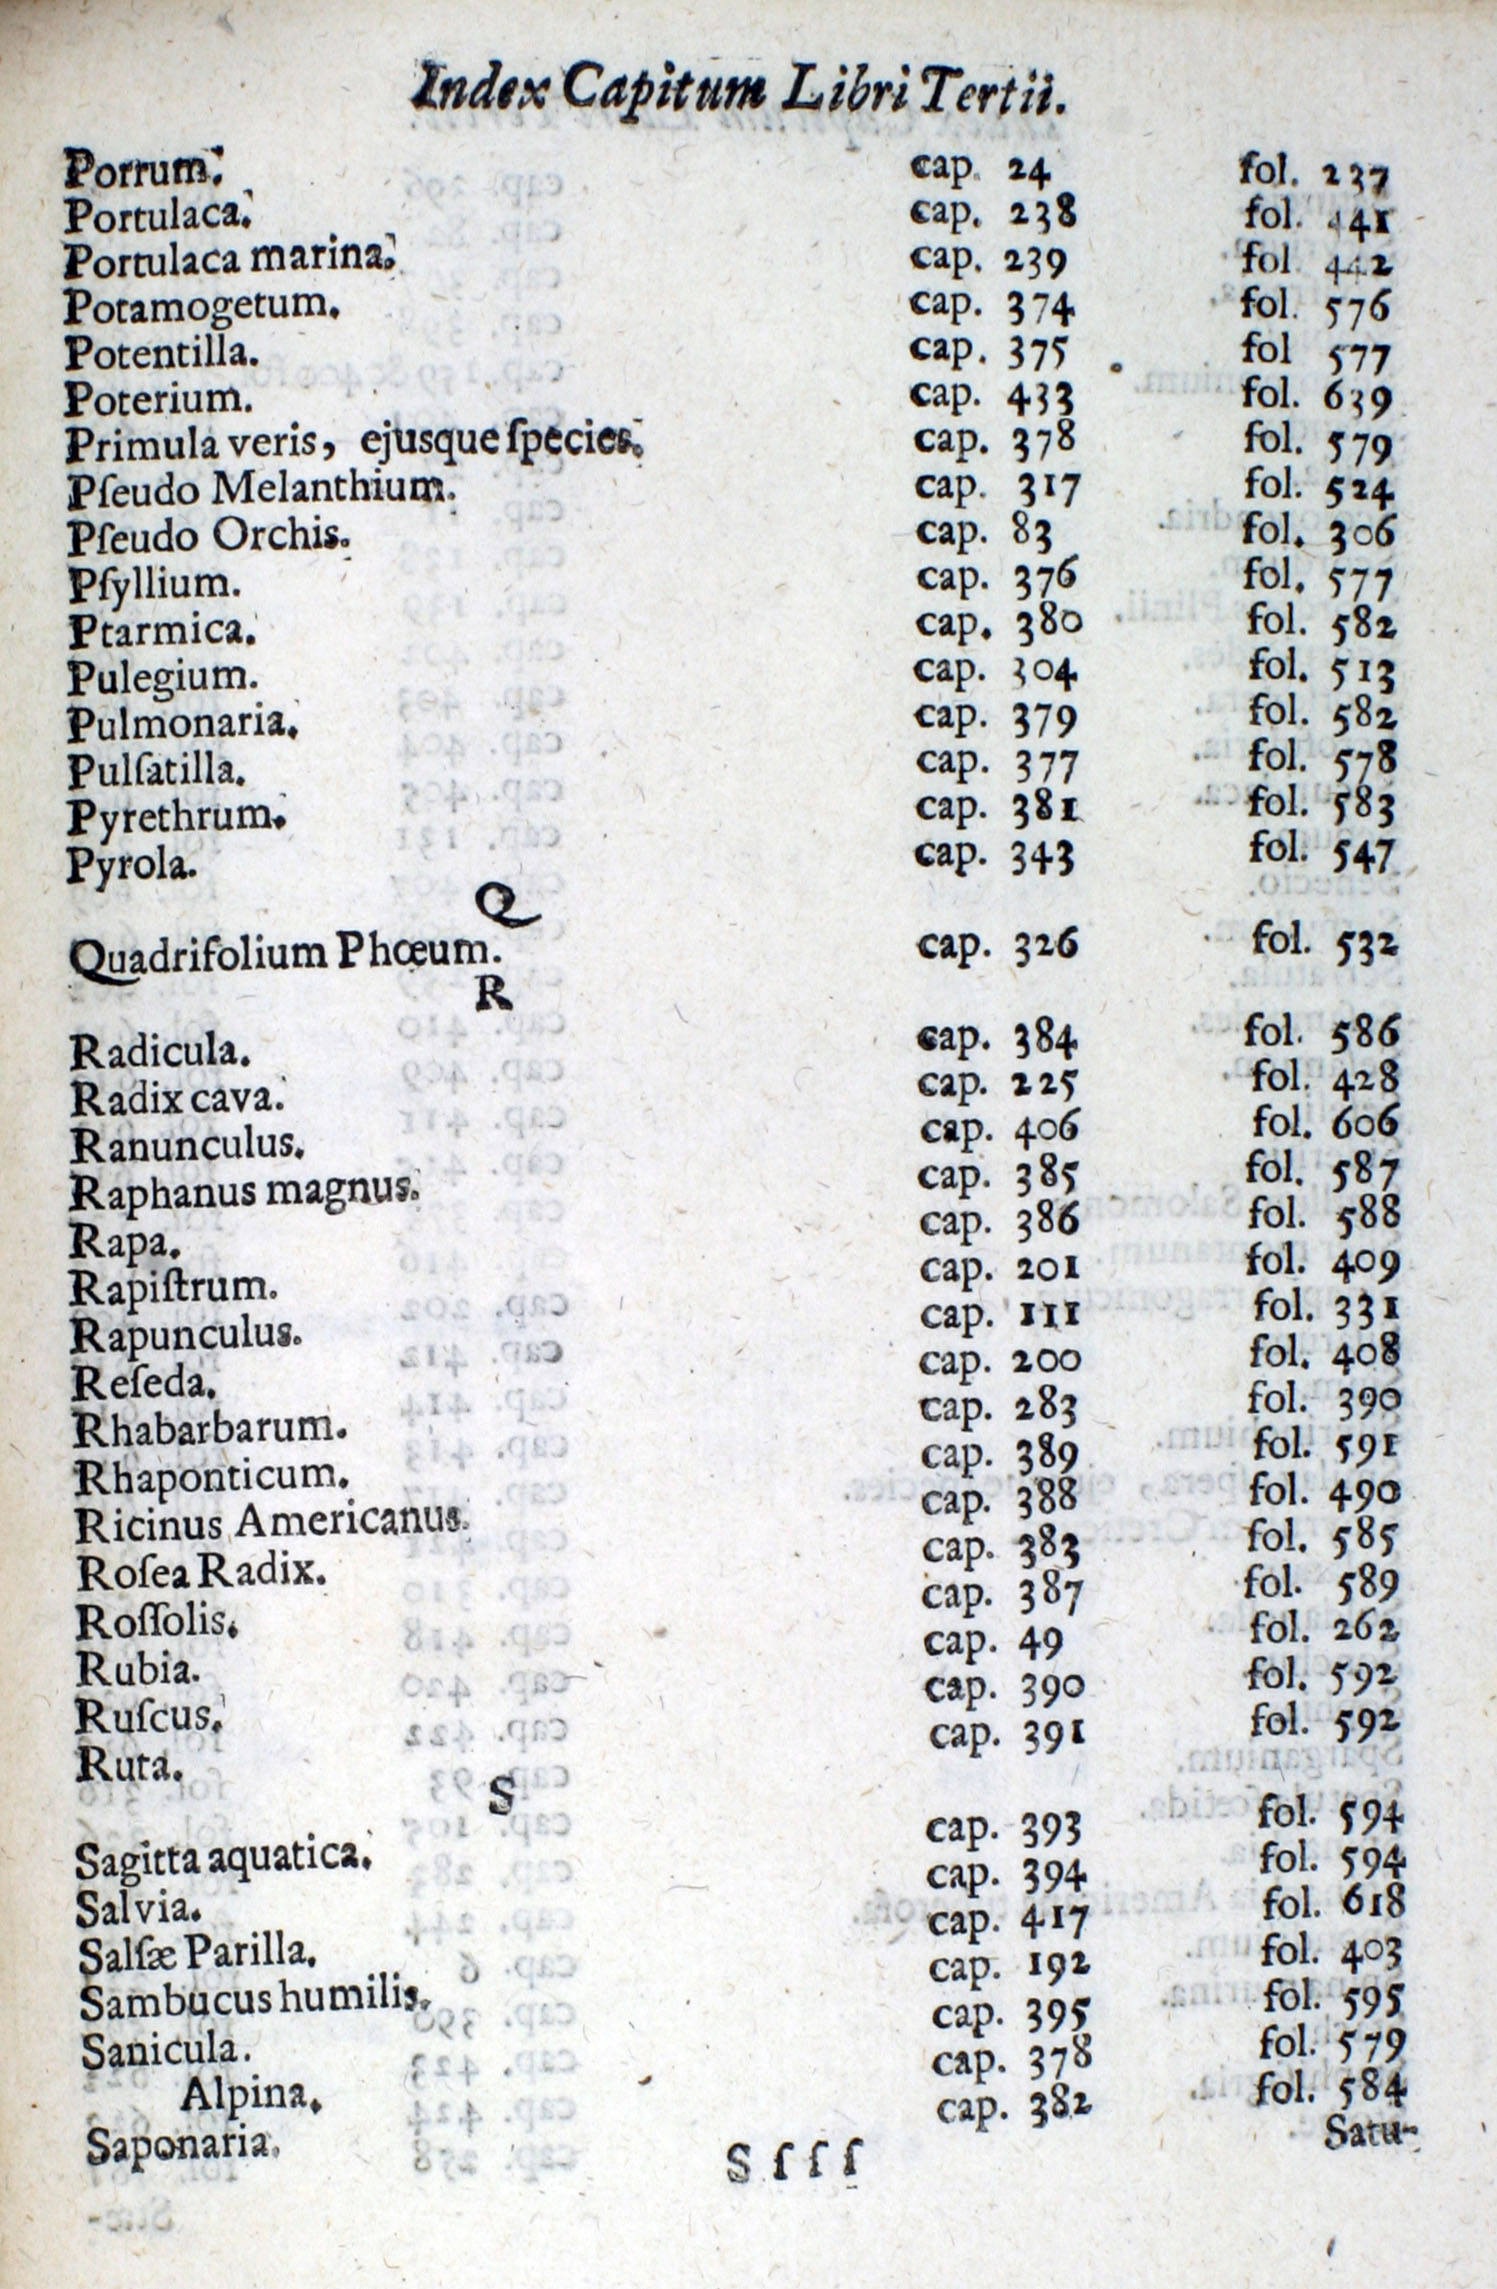 Index Capitum Libri Tertii.
Porrum. cap. 24 fol. 237
Portulaca. cap. 238 fol. 441
Portulaca marina. cap. 239 fol 442
Potamogetum. cap. 374 fol. 576
Potentilla. cap. 375 fol 577
Poterium. cap. 433 fol. 639
Primula veris, ejusque ſpecies. cap. 378 fol. 579
Pſeudo Melanthium. cap. 317 fol. 524
Pſeudo Orchis. cap. 83 fol. 306
Pſyllium. cap. 376 fol. 577
Ptarmica. cap. 380 fol. 582
Pulegium. cap. 304 fol. 513
Pulmonaria. cap. 379 fol. 582
Pulſatilla. cap. 377 fol. 578
Pyrethrum. cap. 381 fol. 583
Pyrola. cap. 343 fol. 547
Q
Quadrifolium Phœum. cap. 326 fol. 532
R
Radicula. cap. 384 fol. 586
Radix cava. cap. 225 fol. 428
Ranunculus. cap. 406 fol. 606
Raphanus magnus. cap. 385 fol. 587
Rapa. cap. 386 fol. 588
Rapiſtrum. cap. 201 fol. 409
Rapunculus. cap. 111 fol. 331
Reſeda. cap. 200 fol. 408
Rhabarbarum. cap. 283 fol. 390
Rhaponticum. cap. 389 fol. 591
Ricinus Americanus. cap. 388 fol. 490
Roſea Radix. cap. 383 fol. 585
Roſſolis. cap. 387 fol. 589
Rubia. cap. 49 fol. 262
Ruſcus. cap. 390 fol. 592
Ruta. cap. 391 fol. 592
S
Sagitta aquatica. cap. 393 fol. 594
Salvia. cap. 394 fol. 594
Salſæ Parilla. cap. 417 fol. 618
Sambucus humilis. cap. 192 fol. 403
Sanicula. cap. 395 fol. 595
Alpina. cap. 378 fol. 579
Saponaria. cap. 382 fol. 584
S ſ ſ ſ Satu-